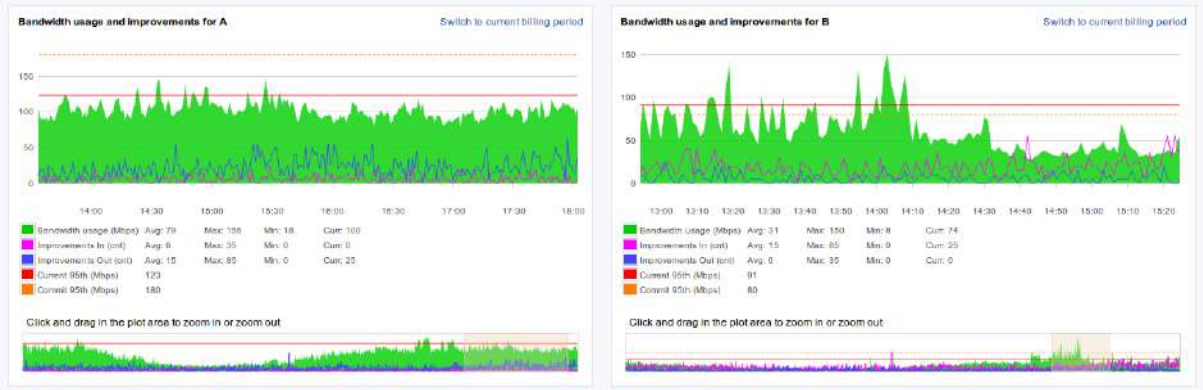 Bandwidth usage and improvements for A
Switch to current billing period
150
100
50
0
14:00 14:30 15:00 15:30 16:00 16:30 17:00 17:30 18:00
Bandwidth usage (Mbps) Avg: 79 Max: 156 Min: 18 Curr: 100
Improvements In (cnt) Avg: 6 Max: 35 Min: 0 Curr: 0
Improvements Out (cnt) Avg: 15 Max: 85 Min: 0 Curr: 25
Current 95th (Mbps) 123
Commit 95th (Mbps) 180
Click and drag in the plot area to zoom in or zoom out
Bandwidth usage and improvements for B
Switch to current billing period
150
100
50
0
13:00 13:10 13:20 13:30 13:40 13:50 14:00 14:10 14:20 14:30 14:40 14:50 15:00 15:10 15:20
Bandwidth usage (Mbps) Avg: 31 Max: 150 Min: 8 Curr: 74
Improvements In (cnt) Avg: 15 Max: 85 Min: 0 Curr: 25
Improvements Out (cnt) Avg: 6 Max: 35 Min: 0 Curr: 0
Current 95th (Mbps) 91
Commit 95th (Mbps) 80
Click and drag in the plot area to zoom in or zoom out